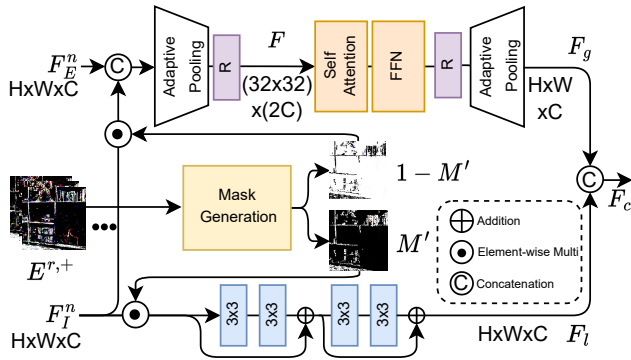 F_E^n
HxWxC
C
Adaptive
Pooling
R
F
(32x32)
x(2C)
Self
Attention
FFN
R
Adaptive
Pooling
F_g
HxW
xC
1 − M′
Mask
Generation
M′
E^{r,+}
C
F_c
Addition
Element-wise Multi
C Concatenation
F_I^n
HxWxC
3x3
3x3
3x3
3x3
HxWxC
F_l